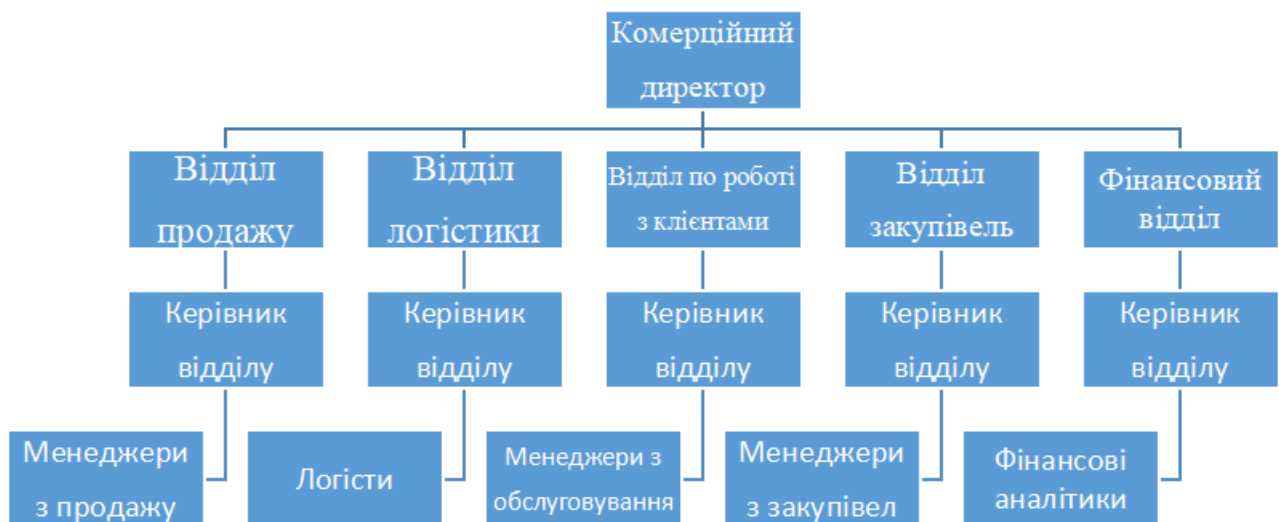 Комерційний
директор
Відділ
продажу
Відділ
логістики
Відділ по роботі
з клієнтами
Відділ
закупівель
Фінансовий
відділ
Керівник
відділу
Керівник
відділу
Керівник
відділу
Керівник
відділу
Керівник
відділу
Менеджери
з продажу
Логісти
Менеджери з
обслуговування
Менеджери
з закупівел
Фінансові
аналітики